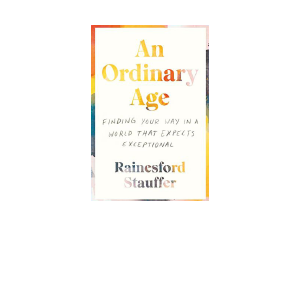 An
Ordinary
Age
FINDING YOUR WAY IN A
WORLD THAT EXPECTS
EXCEPTIONAL
Rainesford
Stauffer